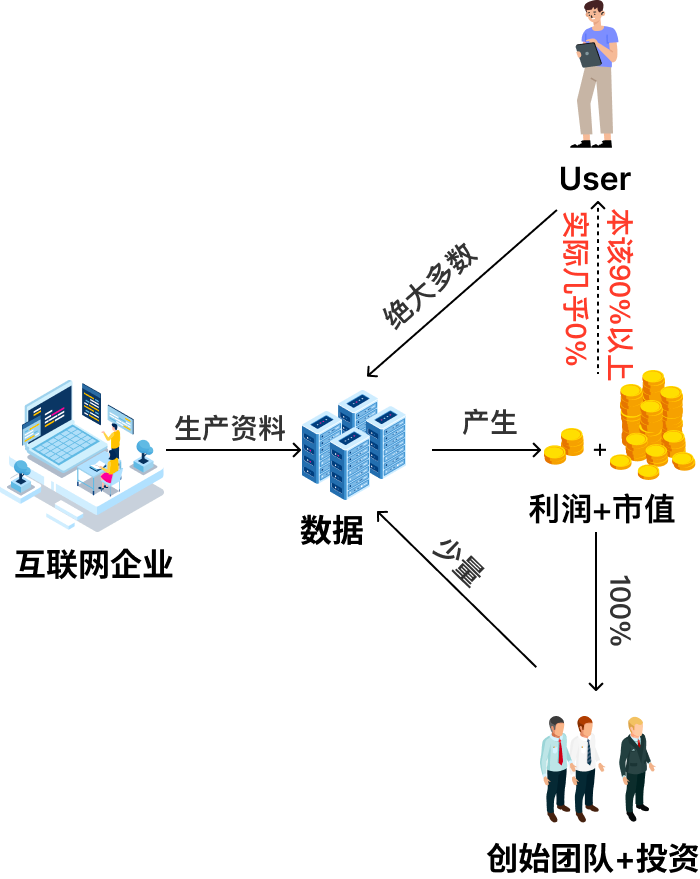 User
本该90%以上
实际几乎0%
绝大多数
生产资料
产生
+
利润+市值
数据
互联网企业
少量
100%
创始团队+投资